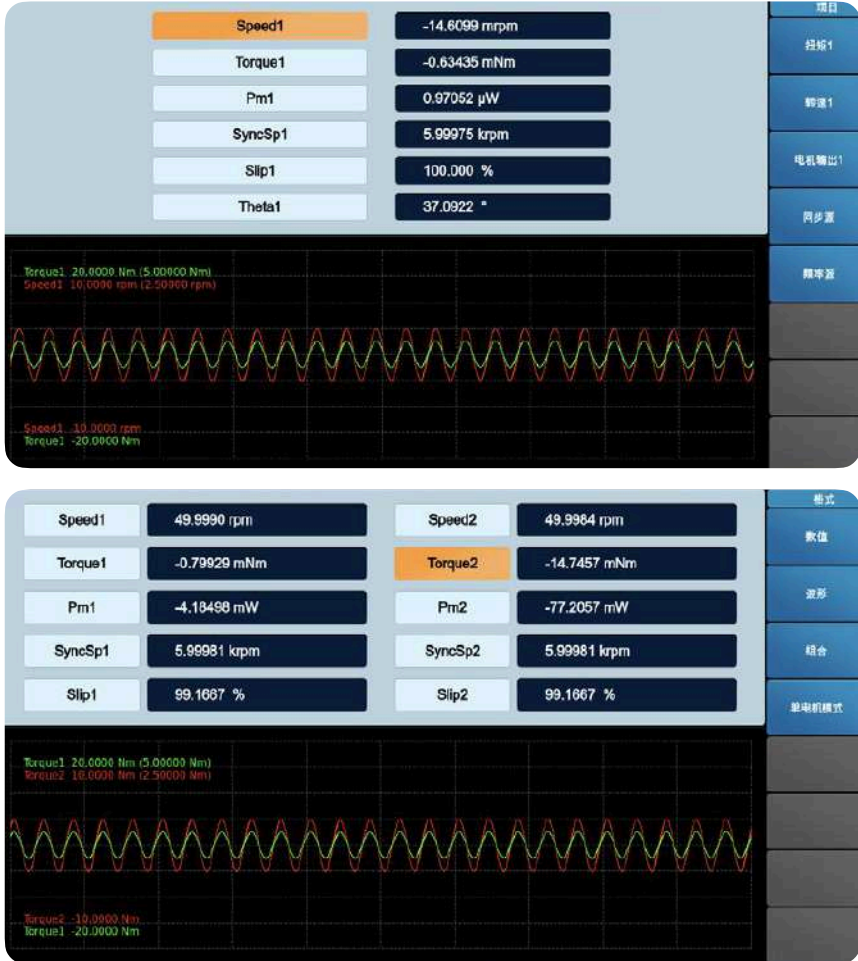 项目
Speed1 -14.6099 mrpm
扭矩1
Torque1 -0.63435 mNm
Pm1 0.97052 µW
转速1
SyncSp1 5.99975 krpm
Slip1 100.000 %
电机输出1
Theta1 37.0922 °
同步源
Torque1 20.0000 Nm (5.00000 Nm)
频率源
Speed1 10.0000 rpm (2.50000 rpm)
Speed1 -10.0000 rpm
Torque1 -20.0000 Nm
格式
Speed1 49.9990 rpm Speed2 49.9984 rpm
数值
Torque1 -0.79929 mNm Torque2 -14.7457 mNm
波形
Pm1 -4.18498 mW Pm2 -77.2057 mW
SyncSp1 5.99981 krpm SyncSp2 5.99981 krpm
组合
Slip1 99.1667 % Slip2 99.1667 %
单电机模式
Torque1 20.0000 Nm (5.00000 Nm)
Torque2 10.0000 Nm (2.50000 Nm)
Torque2 -10.0000 Nm
Torque1 -20.0000 Nm